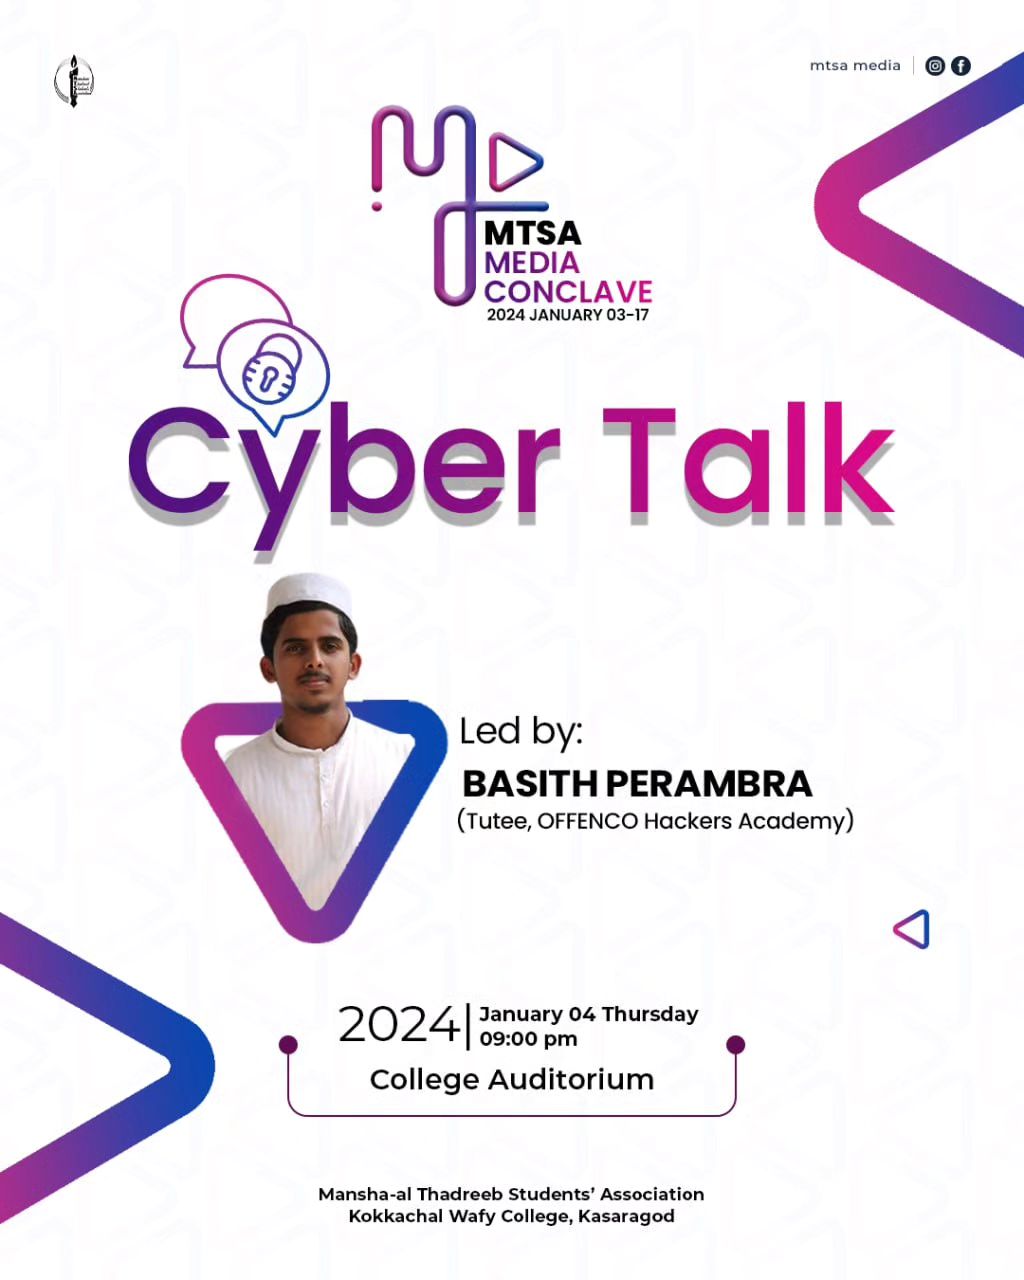 mtsa media
MTSA
MEDIA
CONCLAVE
2024 JANUARY 03-17
Cyber Talk
Led by:
BASITH PERAMBRA
(Tutee, OFFENCO Hackers Academy)
2024
January 04 Thursday
09:00 pm
College Auditorium
Mansha-al Thadreeb Students’ Association
Kokkachal Wafy College, Kasaragod